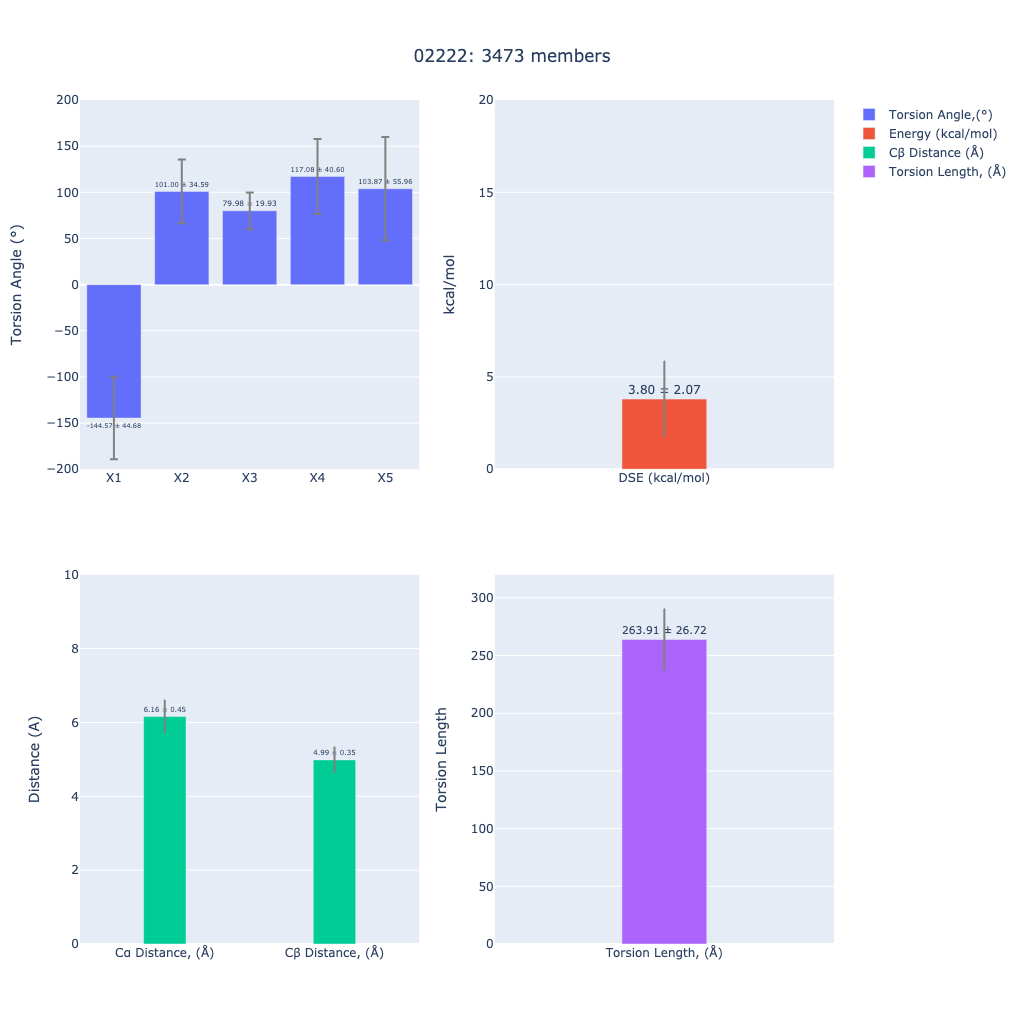 02222: 3473 members
Torsion Angle (°)
200
150
100
50
0
−50
−100
−150
−200
-144.57 ± 44.68
101.00 ± 34.59
79.98 ± 19.93
117.08 ± 40.60
103.87 ± 55.96
X1 X2 X3 X4 X5
kcal/mol
20
15
10
5
0
3.80 ± 2.07
DSE (kcal/mol)
Torsion Angle,(°)
Energy (kcal/mol)
Cβ Distance (Å)
Torsion Length, (Å)
Distance (A)
10
8
6
4
2
0
6.16 ± 0.45
4.99 ± 0.35
Cα Distance, (Å) Cβ Distance, (Å)
Torsion Length
300
250
200
150
100
50
0
263.91 ± 26.72
Torsion Length, (Å)